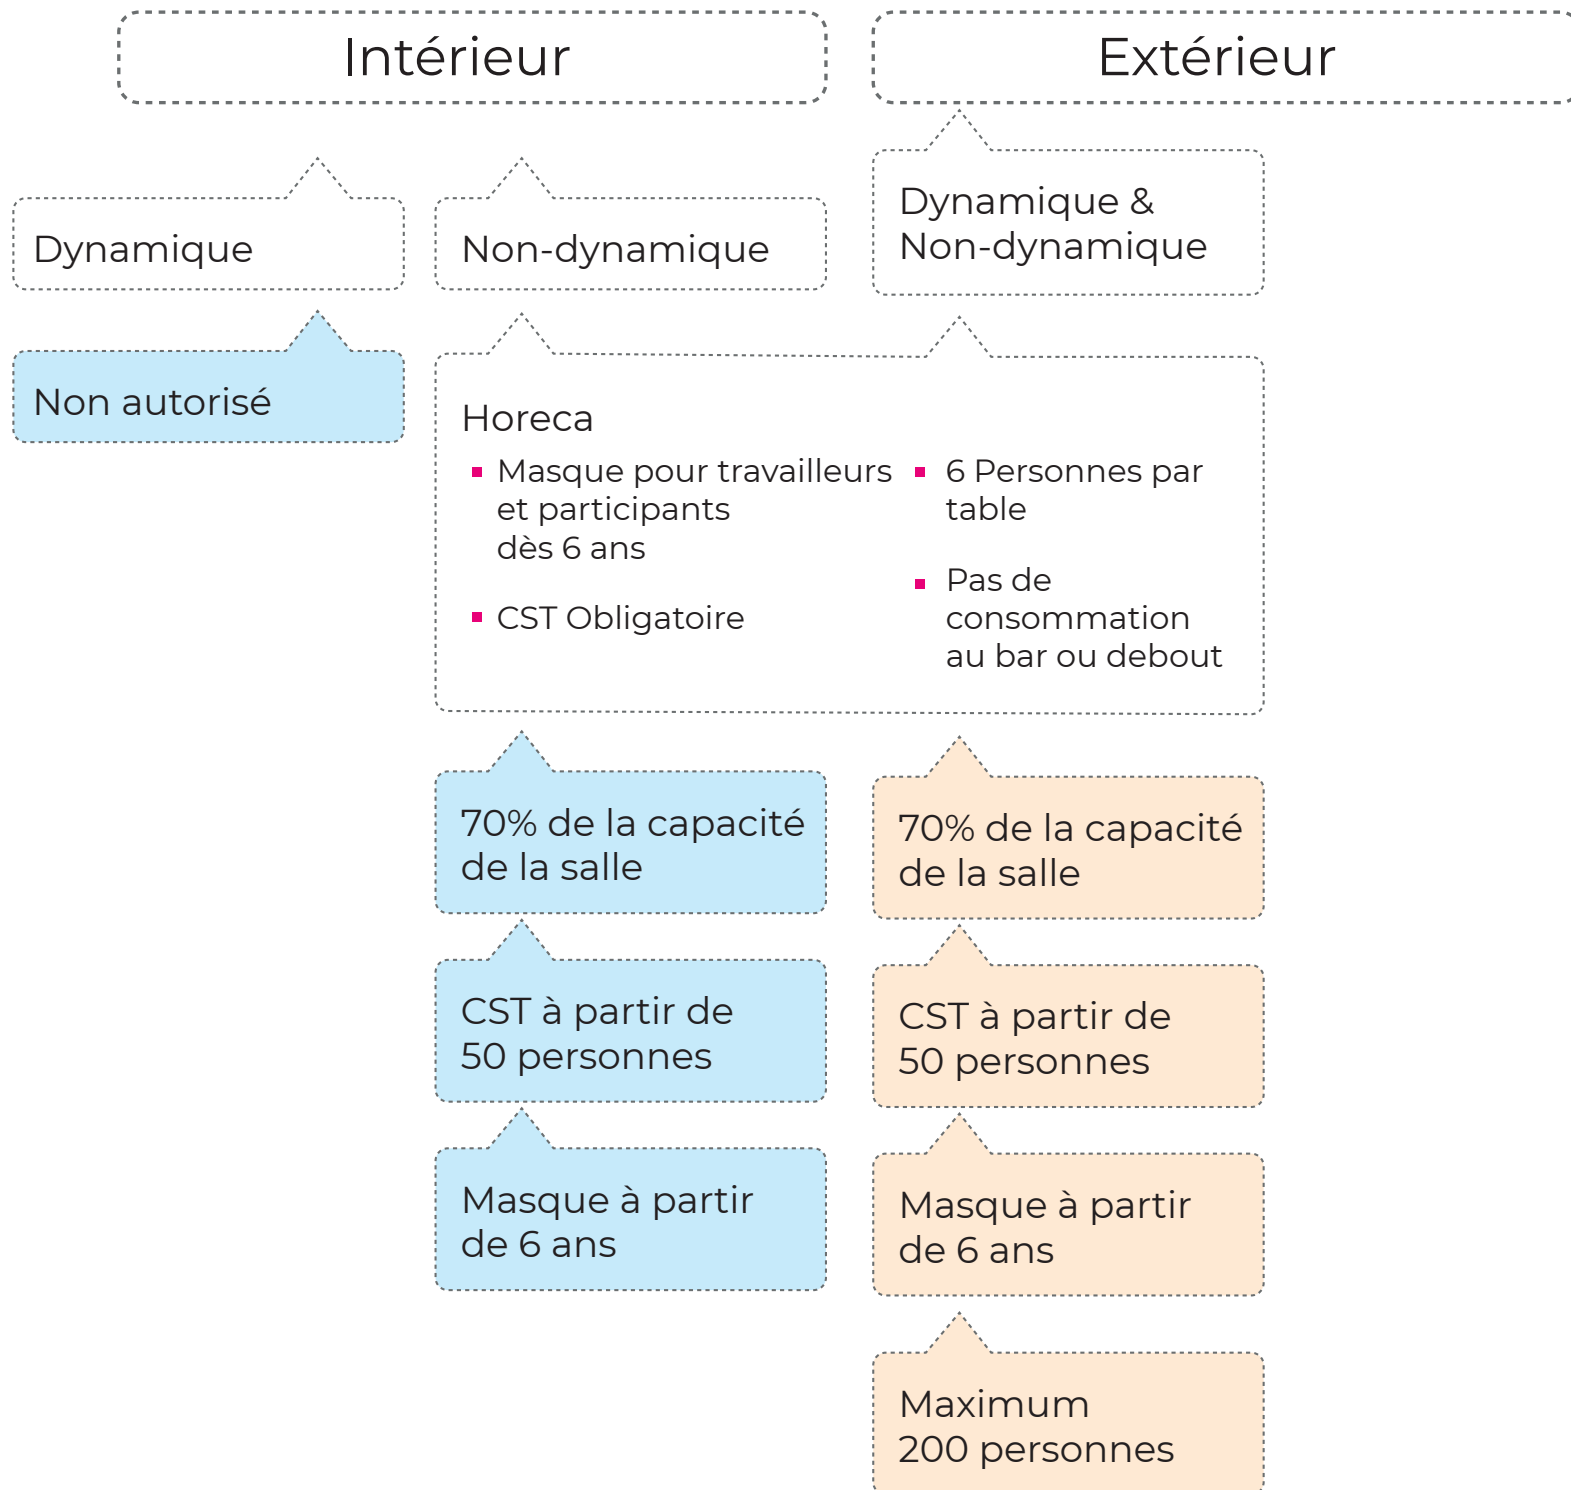 Intérieur
Extérieur
Dynamique
Non-dynamique
Dynamique &
Non-dynamique
Non autorisé
Horeca
Masque pour travailleurs
et participants
dès 6 ans
CST Obligatoire
6 Personnes par
table
Pas de
consommation
au bar ou debout
70% de la capacité
de la salle
CST à partir de
50 personnes
Masque à partir
de 6 ans
70% de la capacité
de la salle
CST à partir de
50 personnes
Masque à partir
de 6 ans
Maximum
200 personnes